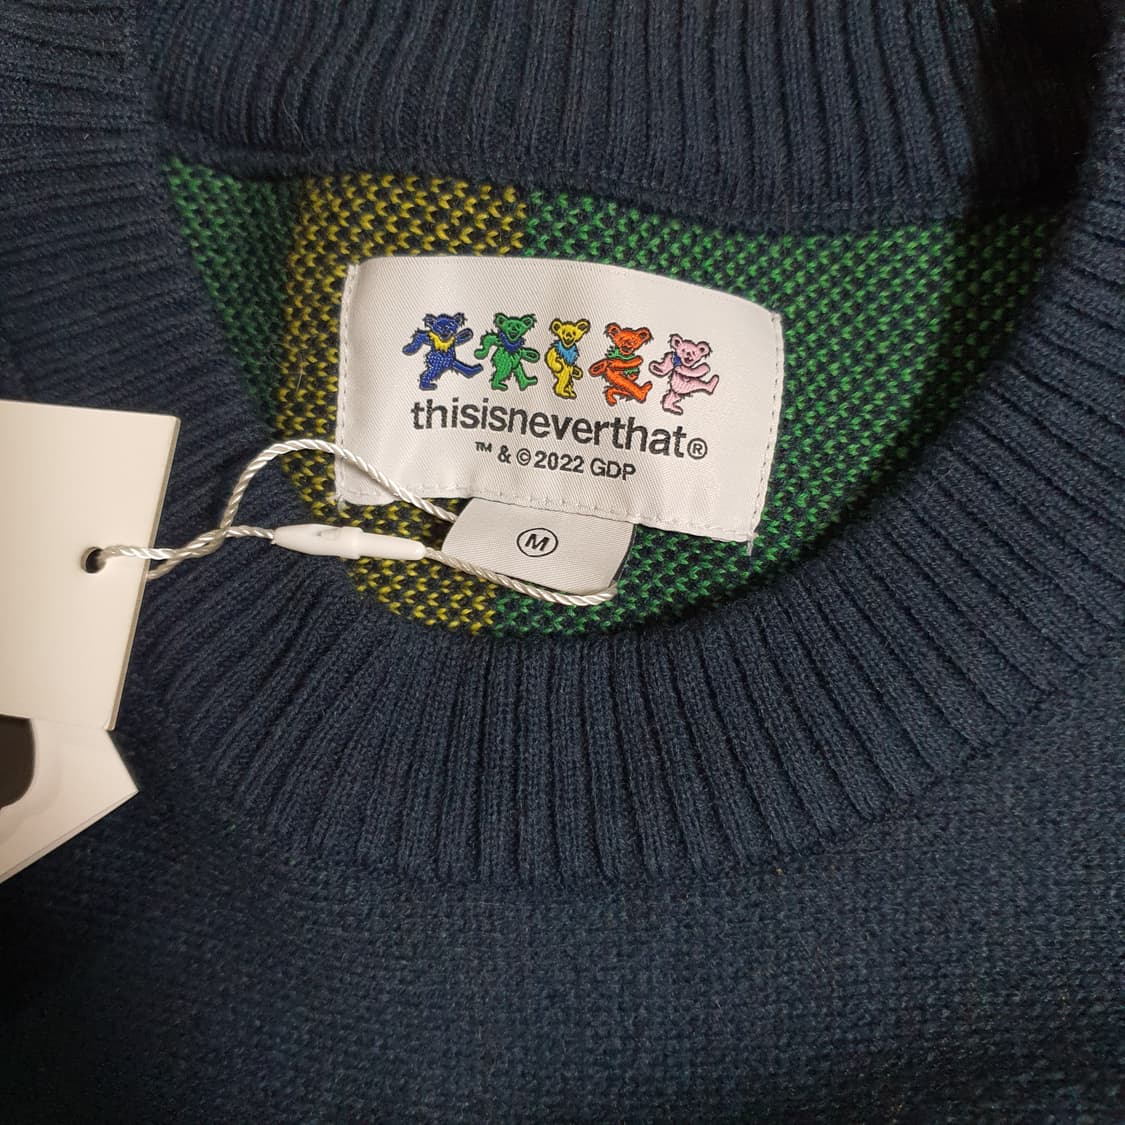 thisisneverthat®
™ & ©2022 GDP
M